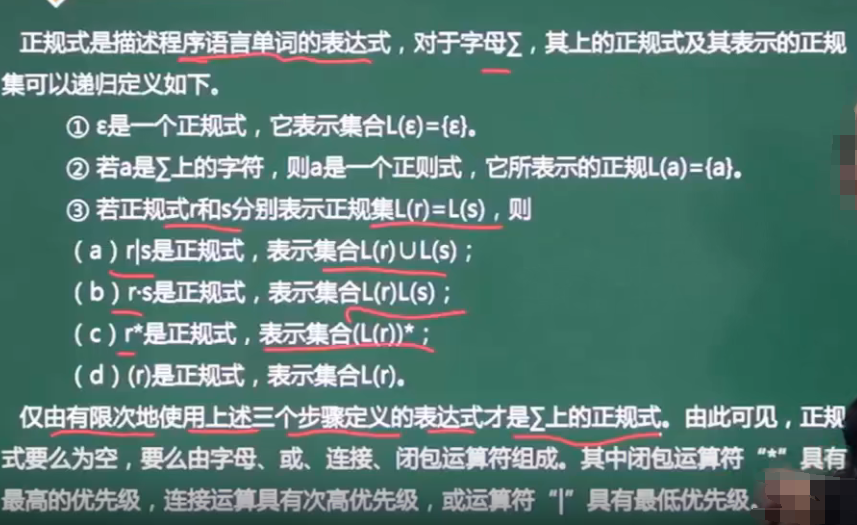 正规式是描述程序语言单词的表达式，对于字母∑，其上的正规式及其表示的正规
集可以递归定义如下。
① ε是一个正规式，它表示集合L(ε)={ε}。
② 若a是∑上的字符，则a是一个正则式，它所表示的正规L(a)={a}。
③ 若正规式r和s分别表示正规集L(r)=L(s)，则
（a）r|s是正规式，表示集合L(r)∪L(s)；
（b）r·s是正规式，表示集合L(r)L(s)；
（c）r*是正规式，表示集合(L(r))*；
（d）(r)是正规式，表示集合L(r)。
仅由有限次地使用上述三个步骤定义的表达式才是∑上的正规式。由此可见，正规
式要么为空，要么由字母、或、连接、闭包运算符组成。其中闭包运算符“*”具有
最高的优先级，连接运算具有次高优先级，或运算符“|”具有最低优先级。